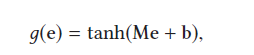 g(e) = tanh(Me + b),